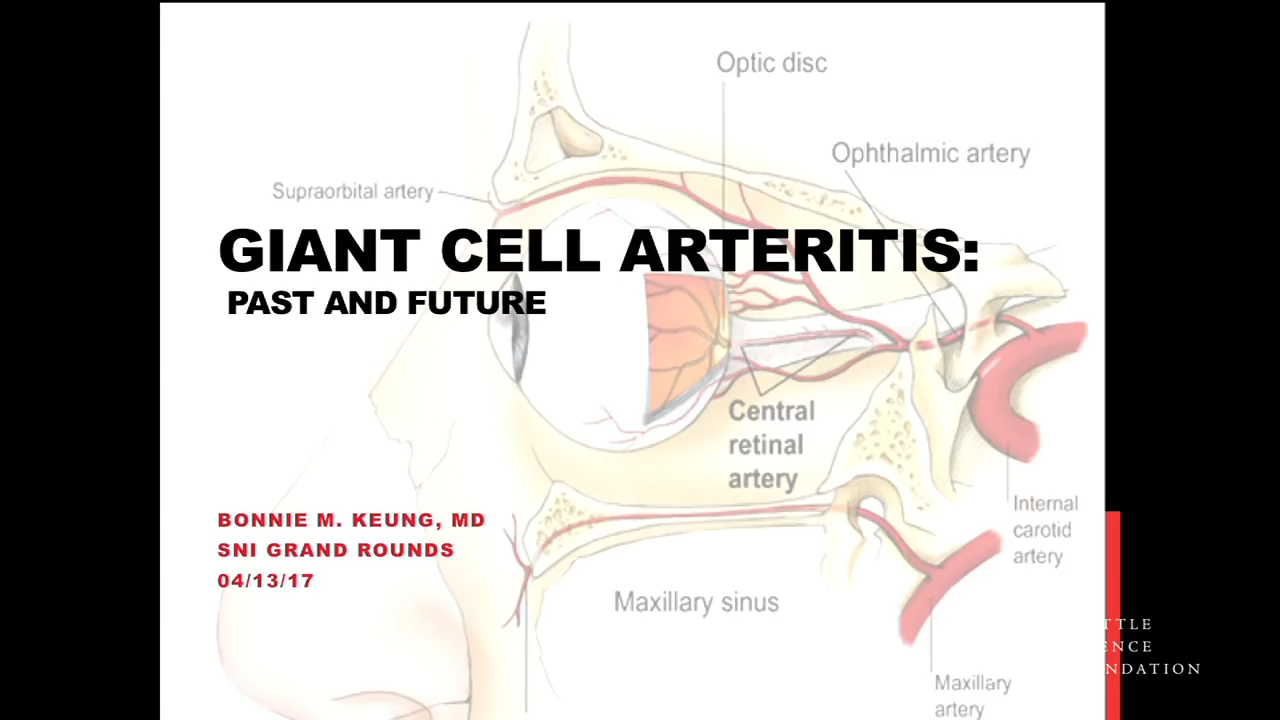 Optic disc
Ophthalmic artery
Supraorbital artery
GIANT CELL ARTERITIS:
PAST AND FUTURE
Central
retinal
artery
BONNIE M. KEUNG, MD
SNI GRAND ROUNDS
04/13/17
Internal
carotid
artery
Maxillary sinus
Maxillary
artery